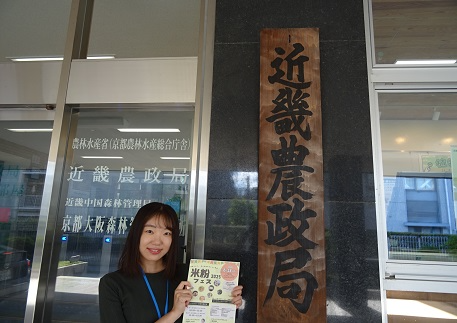 近畿農政局
農林水産省(京都農林水産総合庁舎)
近畿農政局
近畿中国森林管理局
京都大阪森林
米粉
フェス
2025